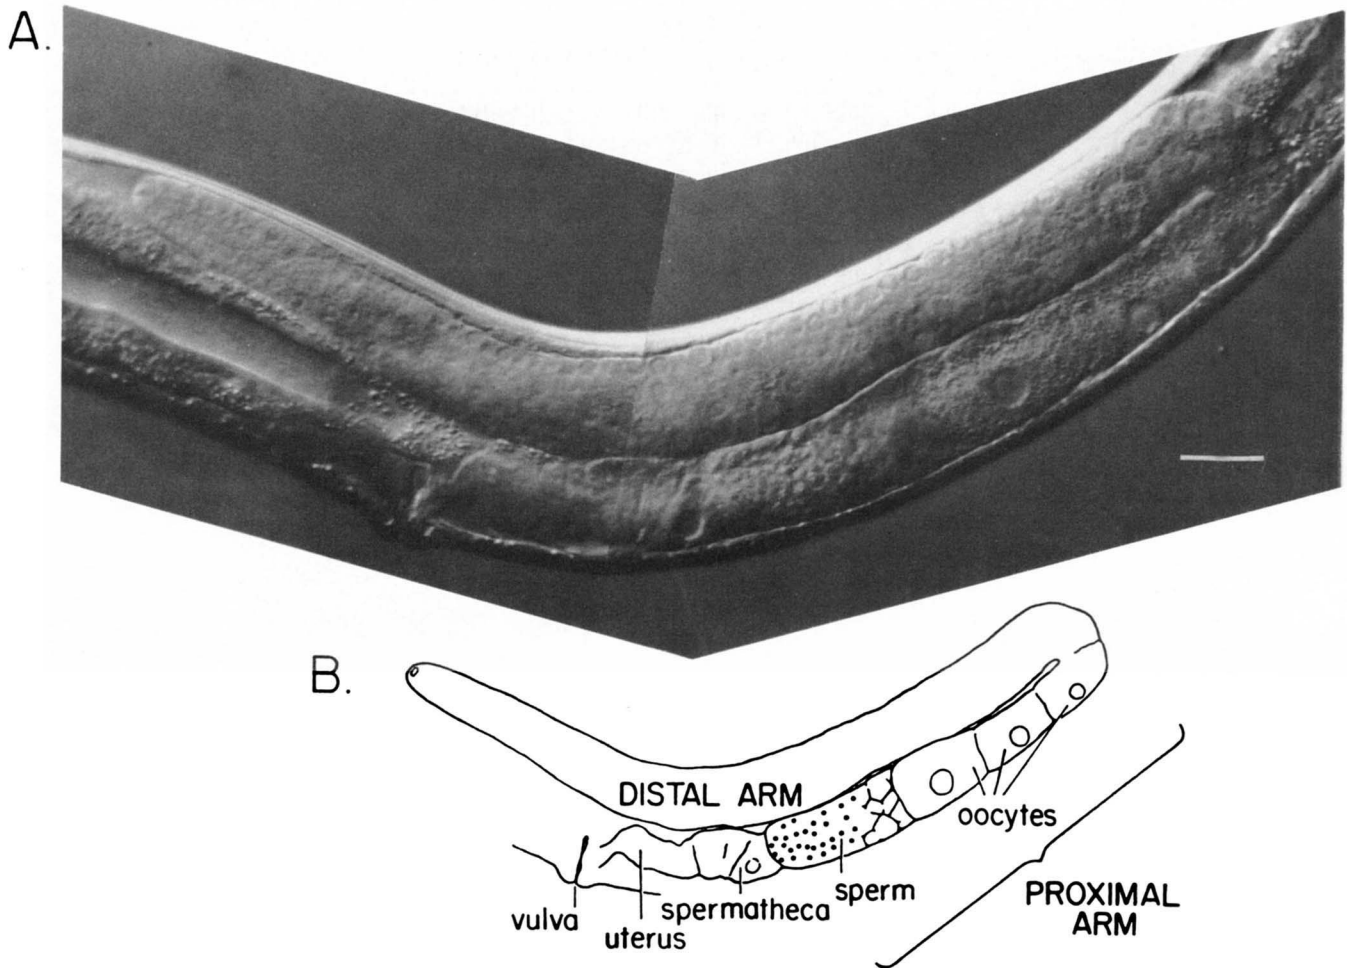 A.
B.
DISTAL ARM
oocytes
sperm
spermatheca
vulva
uterus
PROXIMAL
ARM